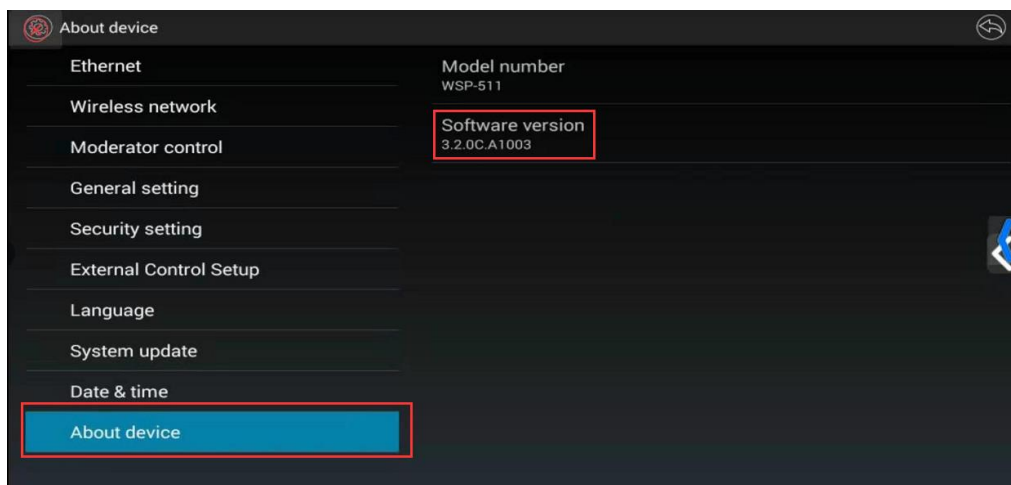 About device
Ethernet
Wireless network
Moderator control
General setting
Security setting
External Control Setup
Language
System update
Date & time
About device
Model number
WSP-511
Software version
3.2.0C.A1003